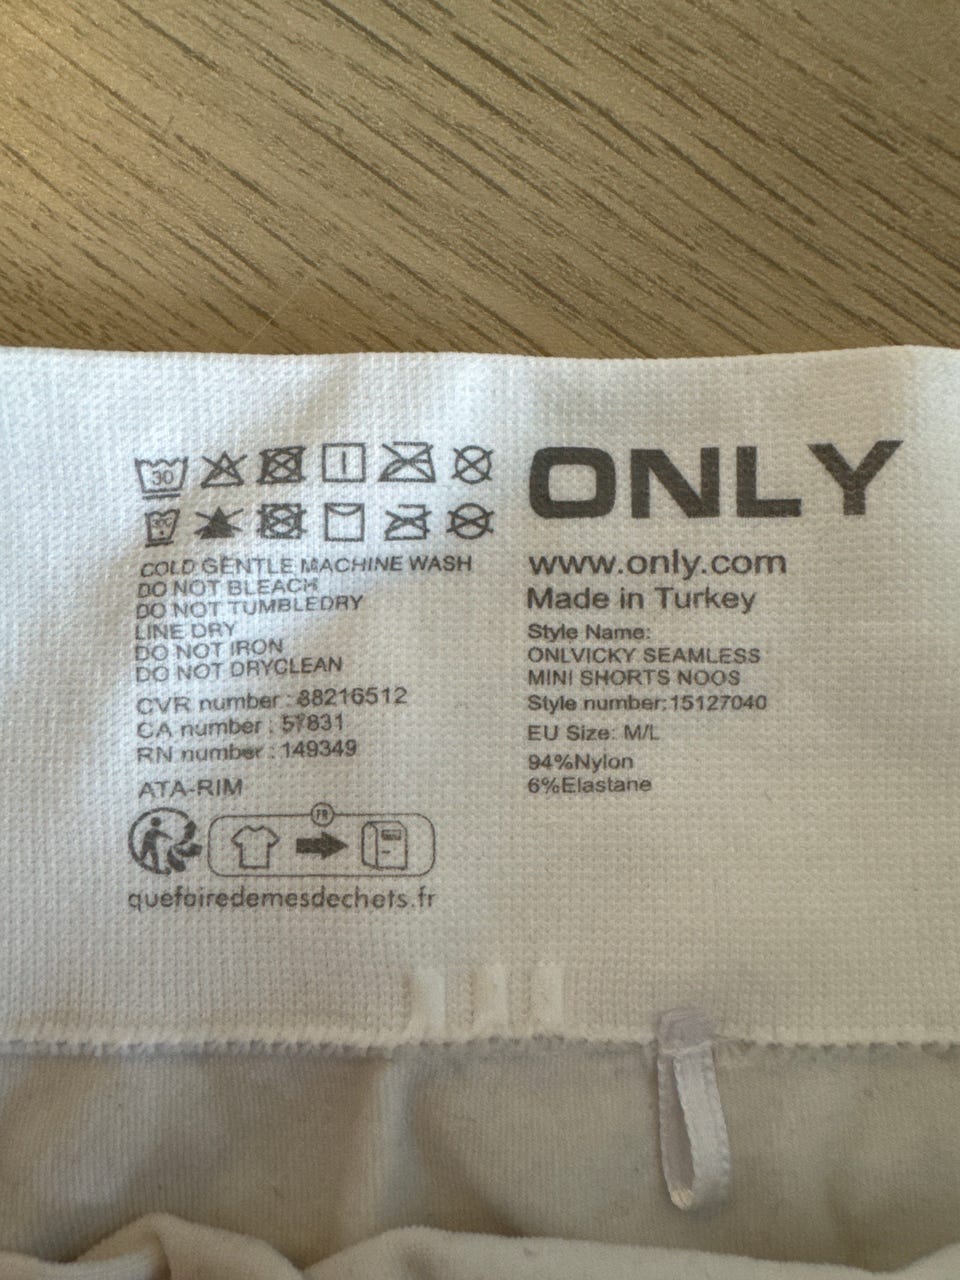 30
COLD GENTLE MACHINE WASH
DO NOT BLEACH
DO NOT TUMBLEDRY
LINE DRY
DO NOT IRON
DO NOT DRYCLEAN
CVR number : 88216512
CA number : 57831
RN number : 149349
ATA-RIM
FR
quefairedemesdechets.fr
ONLY
www.only.com
Made in Turkey
Style Name:
ONLVICKY SEAMLESS
MINI SHORTS NOOS
Style number:15127040
EU Size: M/L
94%Nylon
6%Elastane